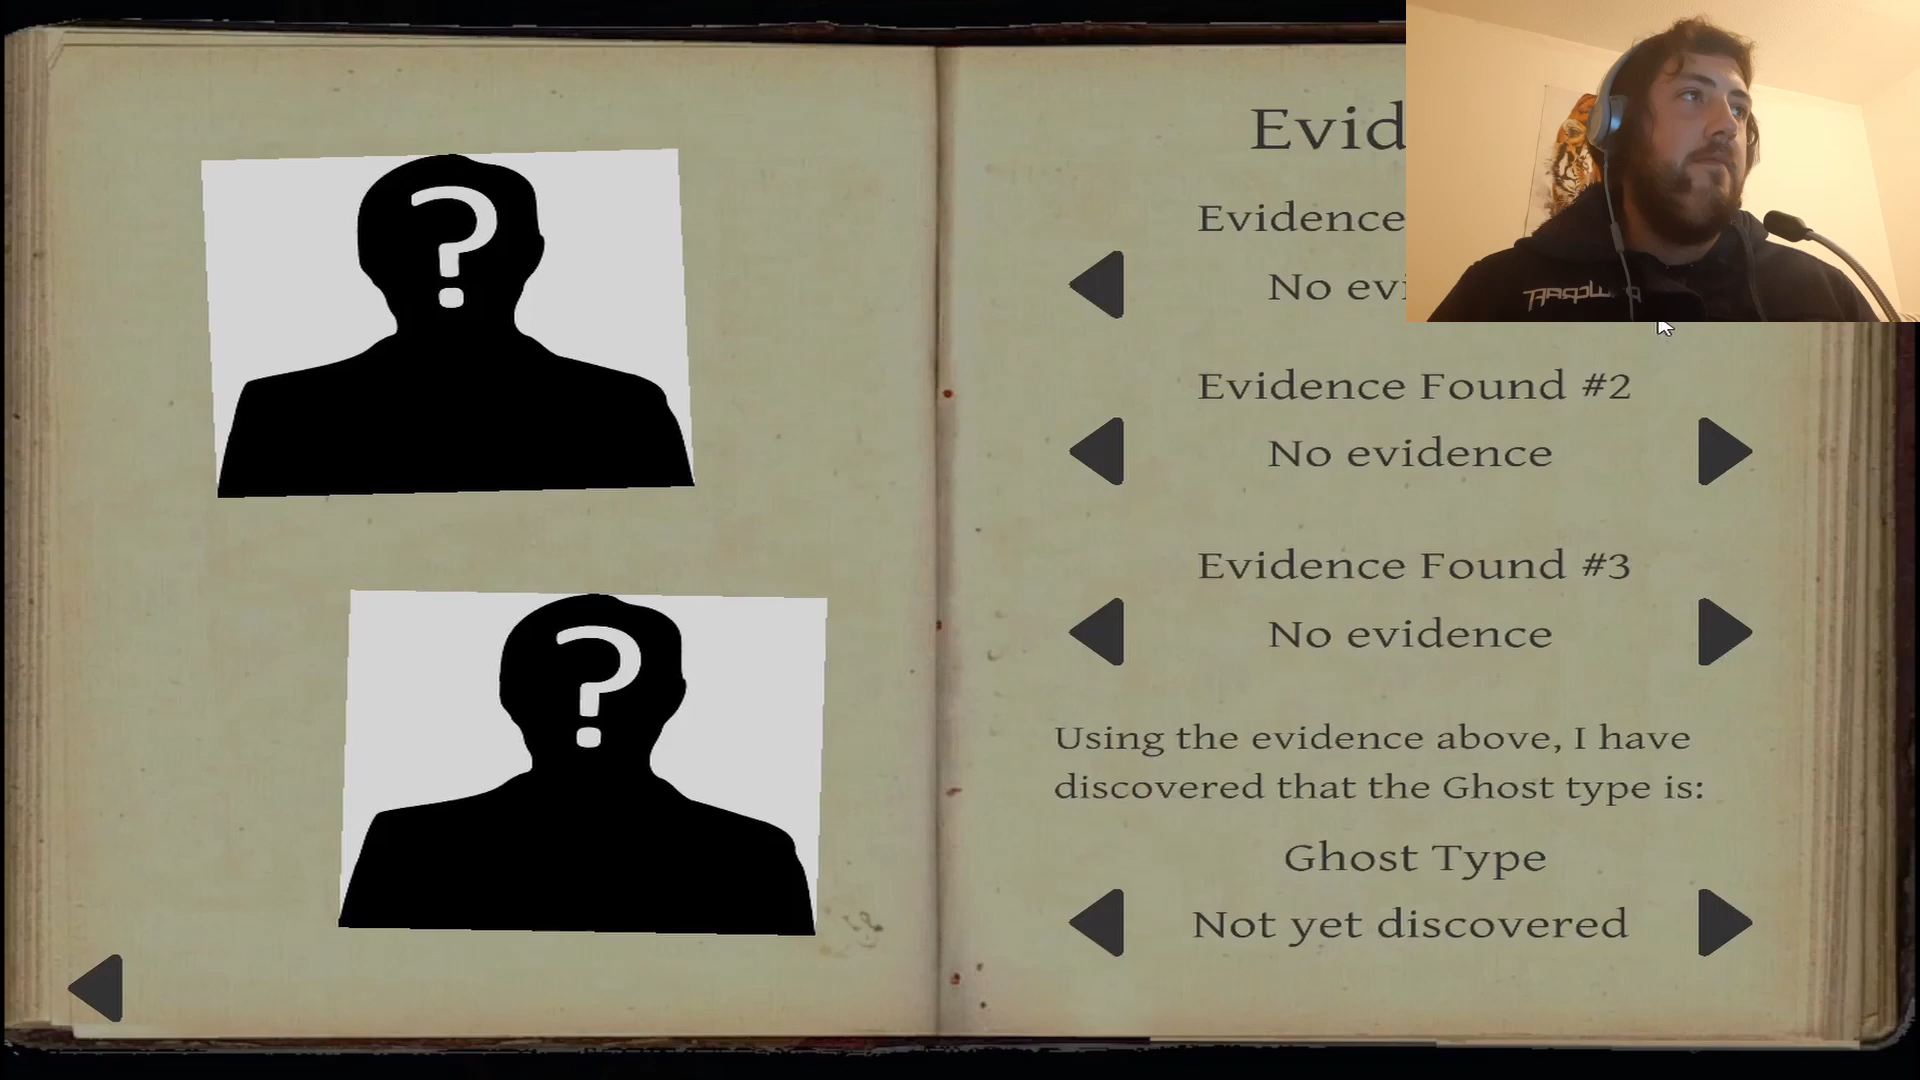 ?
?
Evid
Evidence
No evi
Evidence Found #2
No evidence
Evidence Found #3
No evidence
Using the evidence above, I have
discovered that the Ghost type is:
Ghost Type
Not yet discovered